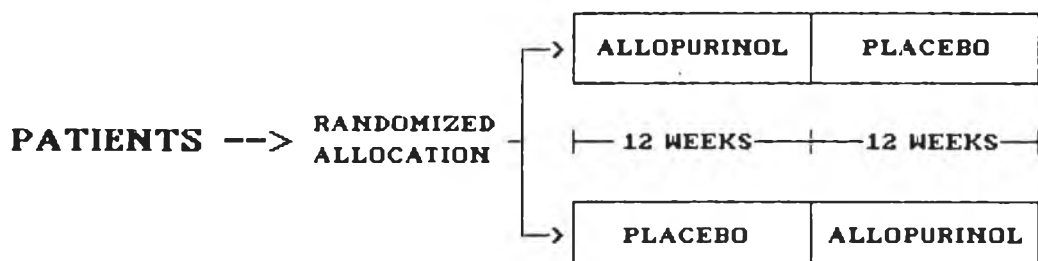 ALLOPURINOL PLACEBO
PATIENTS --> RANDOMIZED ALLOCATION
12 WEEKS 12 WEEKS
PLACEBO ALLOPURINOL